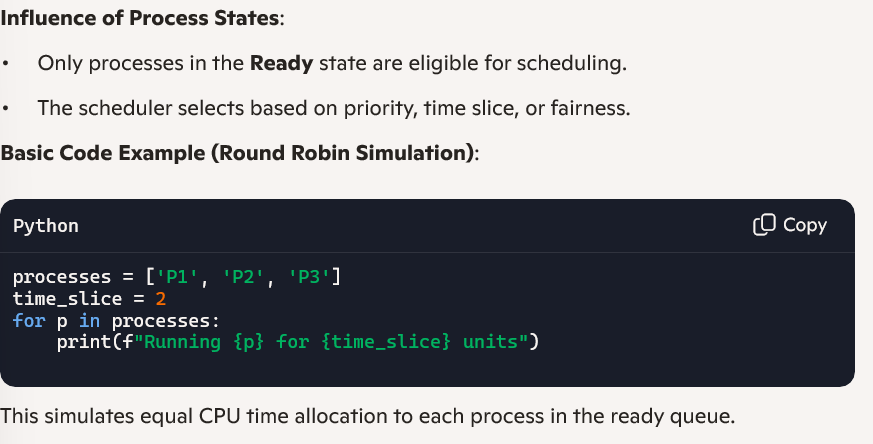 Influence of Process States:
• Only processes in the Ready state are eligible for scheduling.
• The scheduler selects based on priority, time slice, or fairness.
Basic Code Example (Round Robin Simulation):
Python
Copy
processes = ['P1', 'P2', 'P3']
time_slice = 2
for p in processes:
    print(f"Running {p} for {time_slice} units")
This simulates equal CPU time allocation to each process in the ready queue.